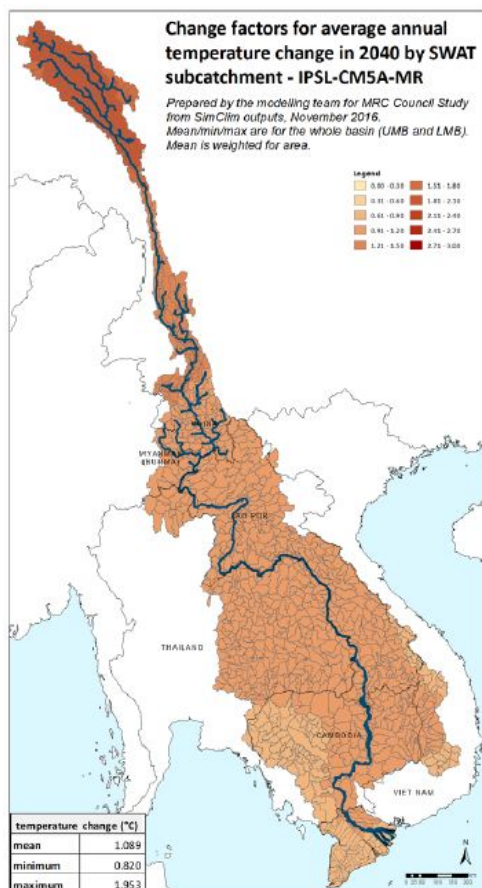 Change factors for average annual
temperature change in 2040 by SWAT
subcatchment - IPSL-CM5A-MR
Prepared by the modelling team for MRC Council Study
from SimClim outputs, November 2016.
Mean/min/max are for the whole basin (UMB and LMB).
Mean is weighted for area.
Legend
0.00 - 0.30
1.51 - 1.80
0.31 - 0.60
1.81 - 2.10
0.61 - 0.90
2.11 - 2.40
0.91 - 1.20
2.41 - 2.70
1.21 - 1.50
2.71 - 3.00
MYANMAR
(BURMA)
LAO PDR
THAILAND
CAMBODIA
VIET NAM
N
temperature change (°C)
mean 1.089
minimum 0.820
maximum 1.953